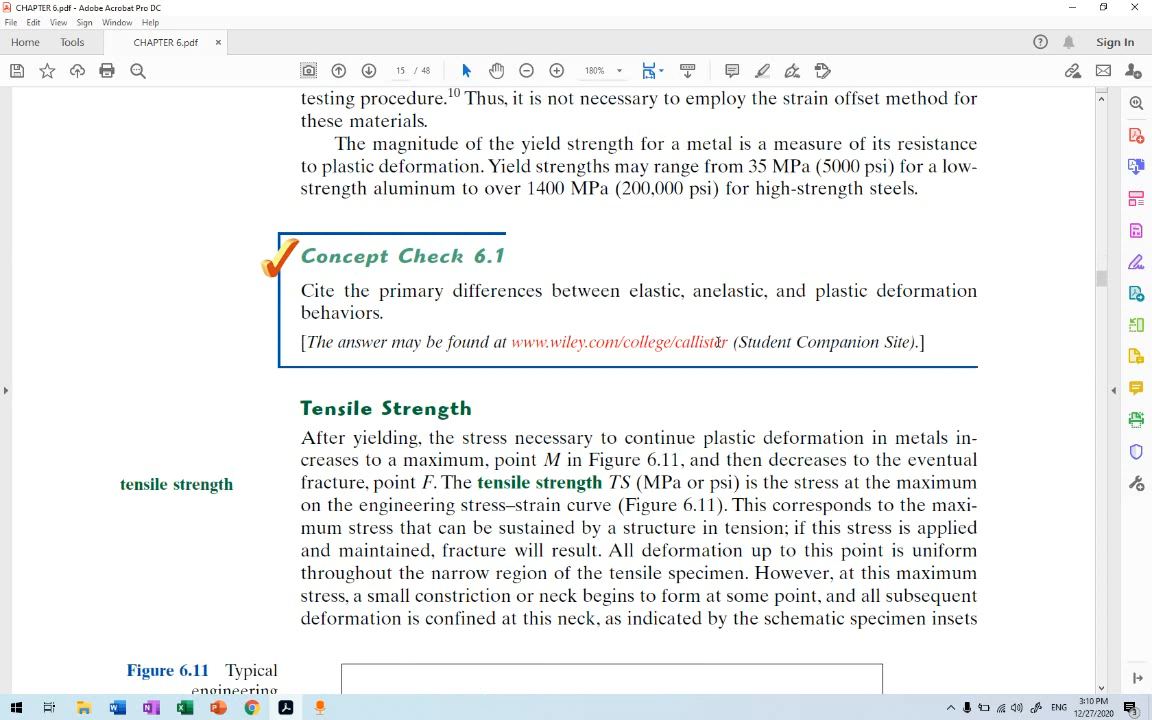 CHAPTER 6.pdf - Adobe Acrobat Pro DC
File Edit View Sign Window Help
Home Tools CHAPTER 6.pdf × Sign In
15 / 48 180%
testing procedure.10 Thus, it is not necessary to employ the strain offset method for
these materials.
The magnitude of the yield strength for a metal is a measure of its resistance
to plastic deformation. Yield strengths may range from 35 MPa (5000 psi) for a low-
strength aluminum to over 1400 MPa (200,000 psi) for high-strength steels.
Concept Check 6.1
Cite the primary differences between elastic, anelastic, and plastic deformation
behaviors.
[The answer may be found at www.wiley.com/college/callister (Student Companion Site).]
Tensile Strength
After yielding, the stress necessary to continue plastic deformation in metals in-
creases to a maximum, point M in Figure 6.11, and then decreases to the eventual
fracture, point F. The tensile strength TS (MPa or psi) is the stress at the maximum
tensile strength
on the engineering stress–strain curve (Figure 6.11). This corresponds to the maxi-
mum stress that can be sustained by a structure in tension; if this stress is applied
and maintained, fracture will result. All deformation up to this point is uniform
throughout the narrow region of the tensile specimen. However, at this maximum
stress, a small constriction or neck begins to form at some point, and all subsequent
deformation is confined at this neck, as indicated by the schematic specimen insets
Figure 6.11 Typical
engineering
ENG
3:10 PM
12/27/2020